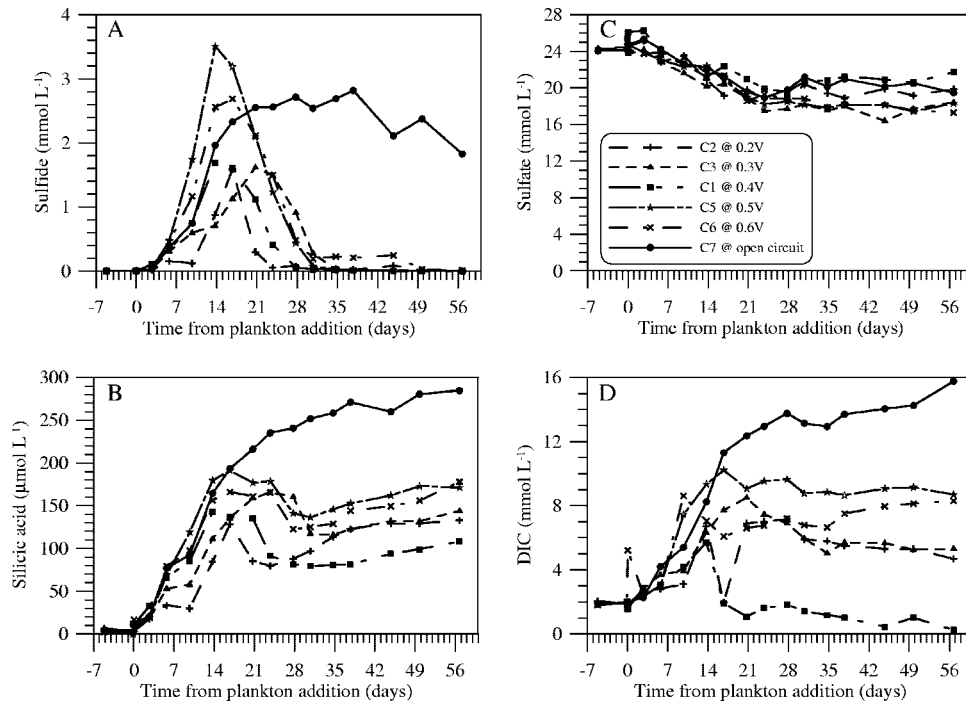 A
4
3
2
1
0
Sulfide (mmol L-1)
-7 0 7 14 21 28 35 42 49 56
Time from plankton addition (days)
C
28
24
20
16
12
8
4
0
Sulfate (mmol L-1)
C2 @ 0.2V
C3 @ 0.3V
C1 @ 0.4V
C5 @ 0.5V
C6 @ 0.6V
C7 @ open circuit
-7 0 7 14 21 28 35 42 49 56
Time from plankton addition (days)
B
300
250
200
150
100
50
0
Silicic acid (μmol L-1)
-7 0 7 14 21 28 35 42 49 56
Time from plankton addition (days)
D
16
12
8
4
0
DIC (mmol L-1)
-7 0 7 14 21 28 35 42 49 56
Time from plankton addition (days)